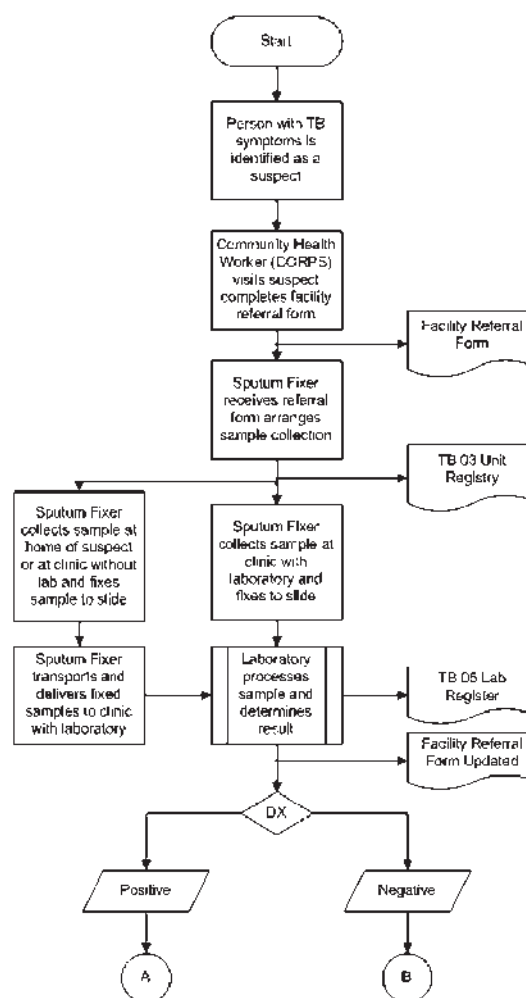 Start
Person with TB
symptoms is
identified as a
suspect
Community Health
Worker (CORPS)
visits suspect
completes facility
referral form
Facility Referral
Form
Sputum Fixer
receives referral
form arranges
sample collection
TB 03 Unit
Registry
Sputum Fixer
collects sample at
home of suspect
or at clinic without
lab and fixes
sample to slide
Sputum Fixer
collects sample at
clinic with
laboratory and
fixes to slide
Sputum Fixer
transports and
delivers fixed
samples to clinic
with laboratory
Laboratory
processes
sample and
determines
result
TB 05 Lab
Register
Facility Referral
Form Updated
DX
Positive
Negative
A
B